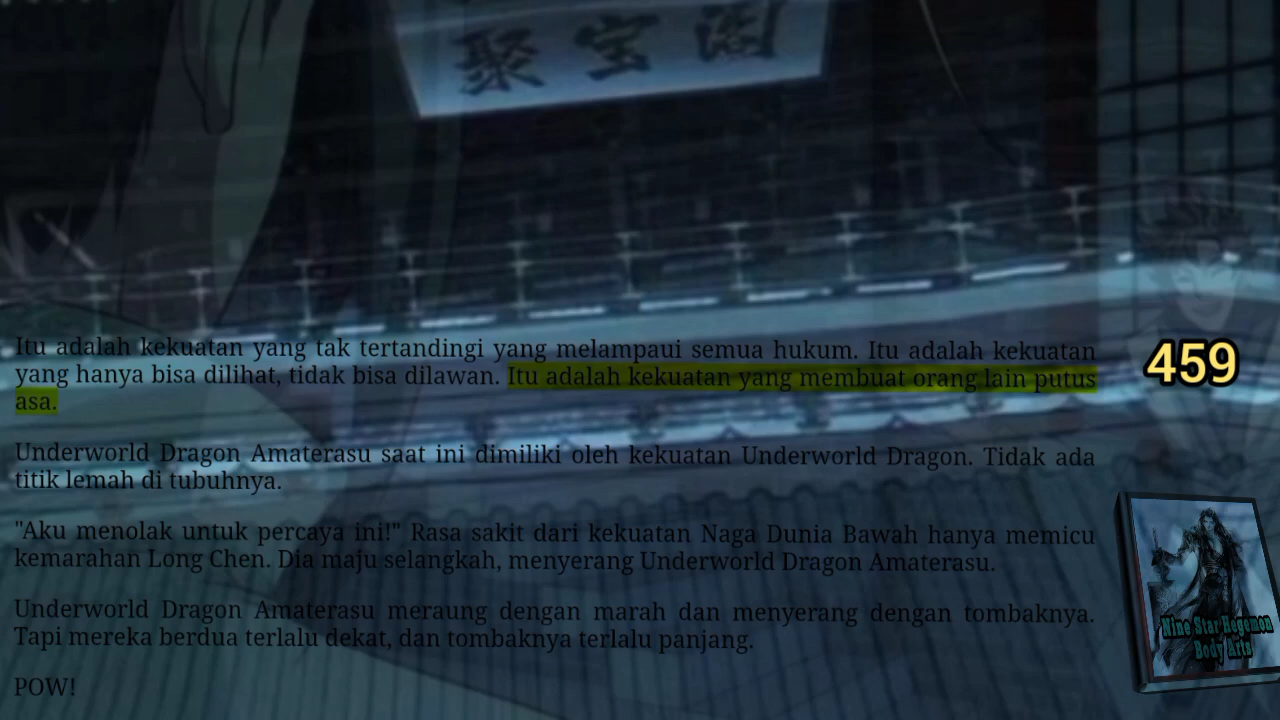 聚宝阁
Itu adalah kekuatan yang tak tertandingi yang melampaui semua hukum. Itu adalah kekuatan
yang hanya bisa dilihat, tidak bisa dilawan. Itu adalah kekuatan yang membuat orang lain putus
asa.
459
Underworld Dragon Amaterasu saat ini dimiliki oleh kekuatan Underworld Dragon. Tidak ada
titik lemah di tubuhnya.
"Aku menolak untuk percaya ini!" Rasa sakit dari kekuatan Naga Dunia Bawah hanya memicu
kemarahan Long Chen. Dia maju selangkah, menyerang Underworld Dragon Amaterasu.
Underworld Dragon Amaterasu meraung dengan marah dan menyerang dengan tombaknya.
Tapi mereka berdua terlalu dekat, dan tombaknya terlalu panjang.
POW!
Nine Star Hegemon
Body Arts